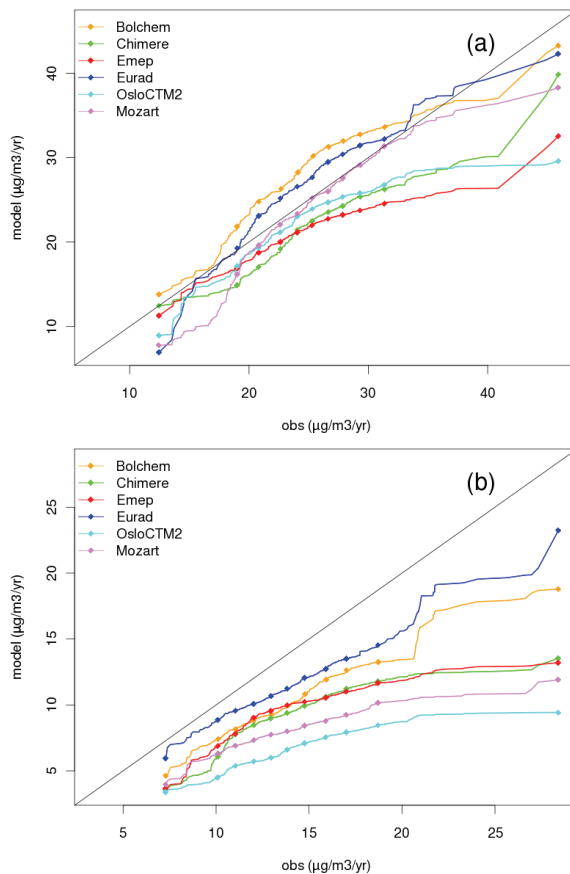 (a)
Bolchem
Chimere
Emep
Eurad
OsloCTM2
Mozart
40
30
20
10
model (μg/m3/yr)
10 20 30 40
obs (μg/m3/yr)
(b)
Bolchem
Chimere
Emep
Eurad
OsloCTM2
Mozart
25
20
15
10
5
model (μg/m3/yr)
5 10 15 20 25
obs (μg/m3/yr)